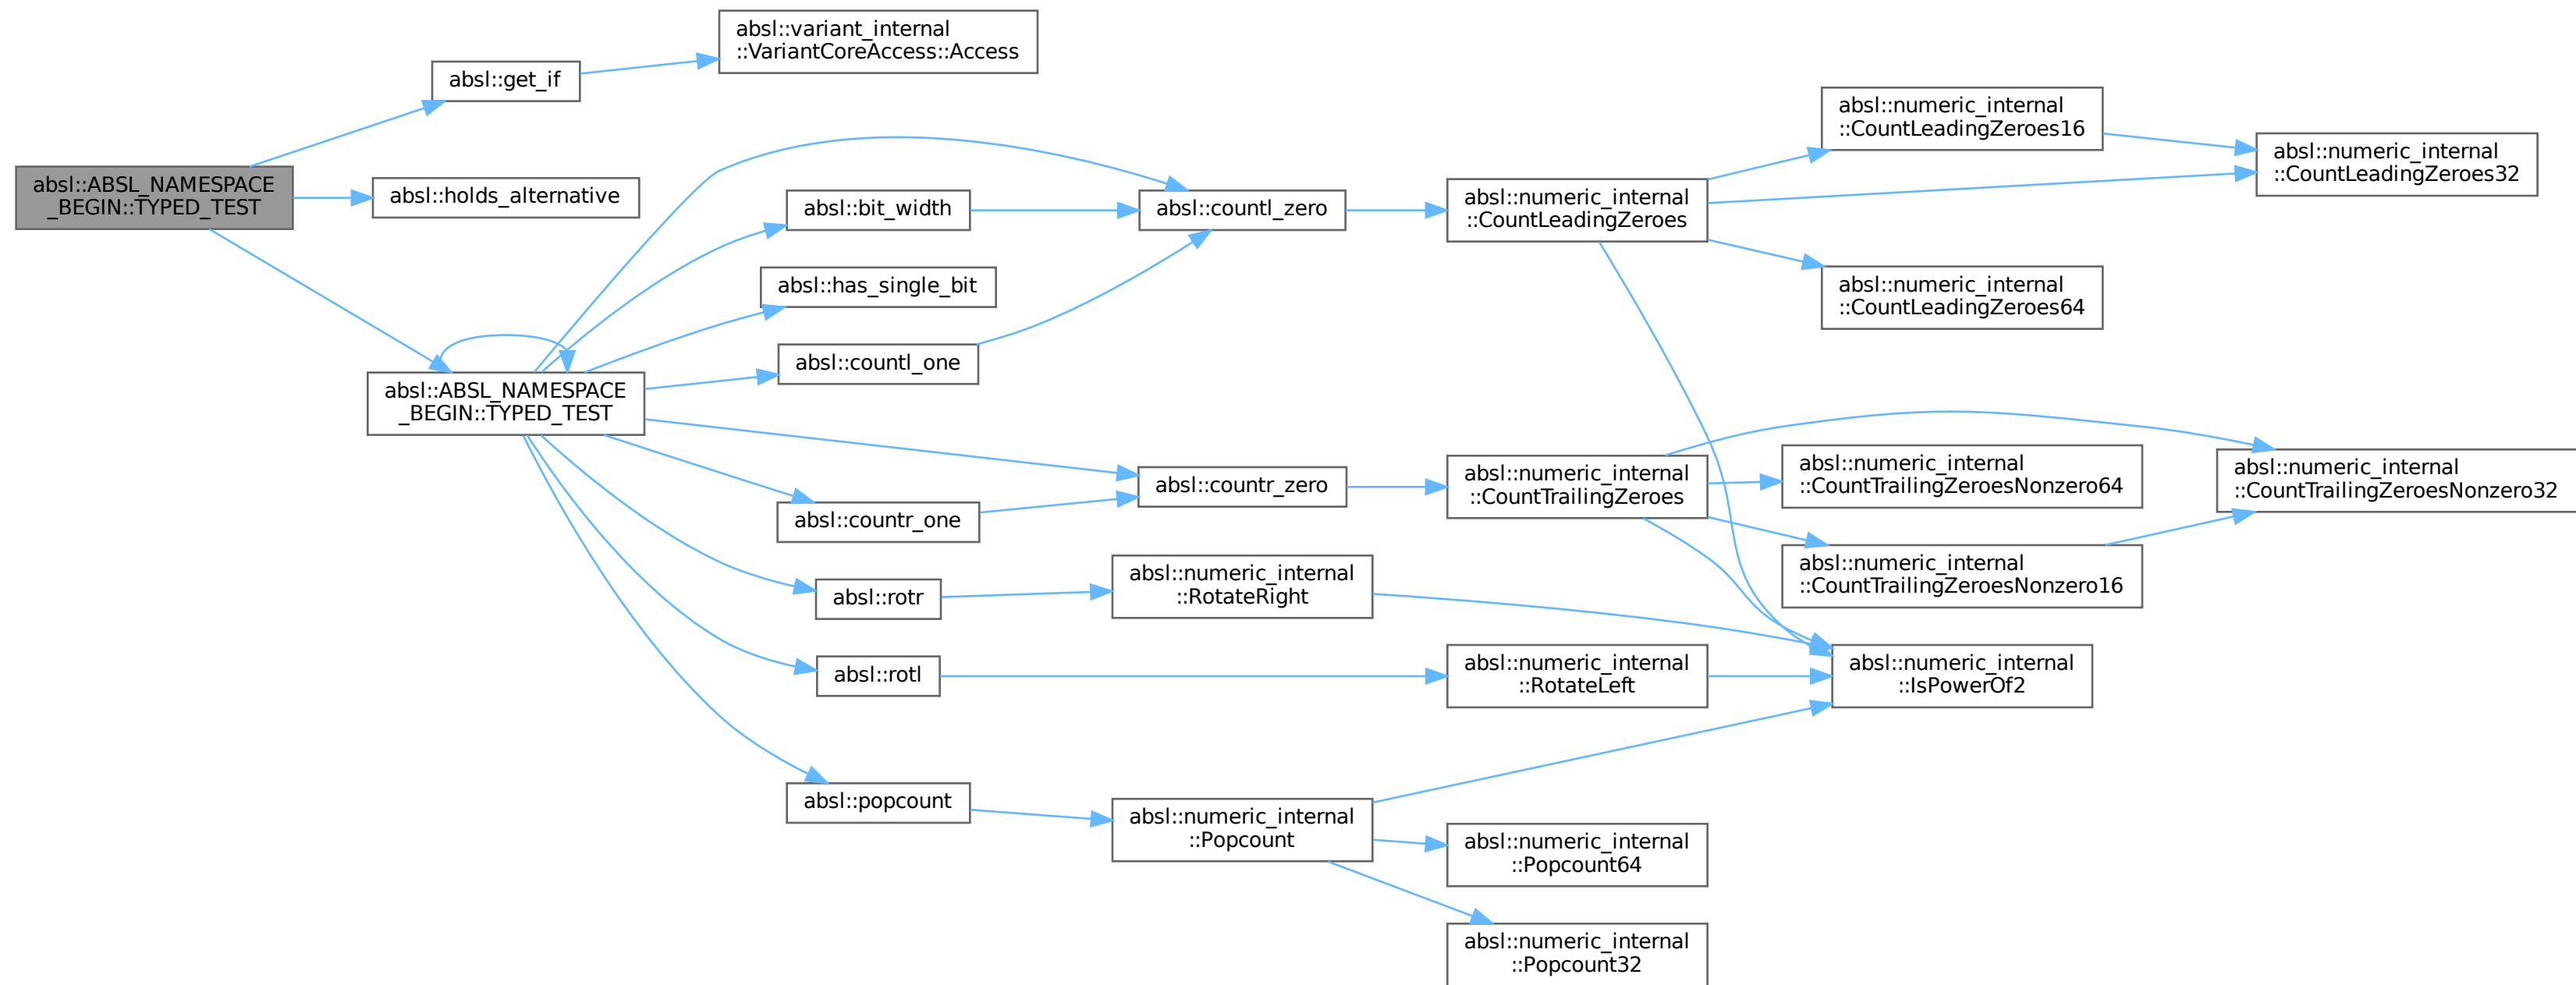 absl::variant_internal
::VariantCoreAccess::Access
absl::get_if
absl::ABSL_NAMESPACE
_BEGIN::TYPED_TEST
absl::holds_alternative
absl::ABSL_NAMESPACE
_BEGIN::TYPED_TEST
absl::bit_width
absl::has_single_bit
absl::countl_one
absl::countr_one
absl::rotr
absl::rotl
absl::popcount
absl::countl_zero
absl::countr_zero
absl::numeric_internal
::RotateRight
absl::numeric_internal
::Popcount
absl::numeric_internal
::CountLeadingZeroes
absl::numeric_internal
::CountTrailingZeroes
absl::numeric_internal
::RotateLeft
absl::numeric_internal
::Popcount64
absl::numeric_internal
::Popcount32
absl::numeric_internal
::CountLeadingZeroes16
absl::numeric_internal
::CountLeadingZeroes64
absl::numeric_internal
::CountTrailingZeroesNonzero64
absl::numeric_internal
::CountTrailingZeroesNonzero16
absl::numeric_internal
::IsPowerOf2
absl::numeric_internal
::CountLeadingZeroes32
absl::numeric_internal
::CountTrailingZeroesNonzero32